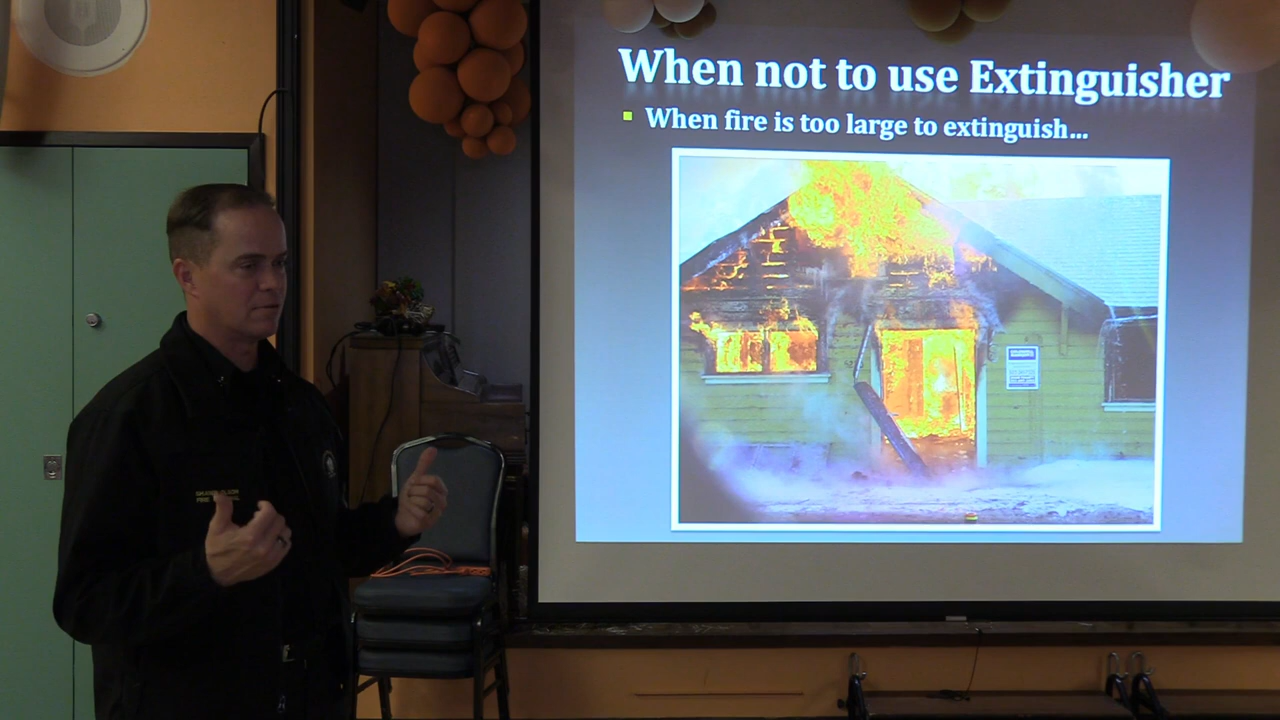 When not to use Extinguisher
When fire is too large to extinguish...